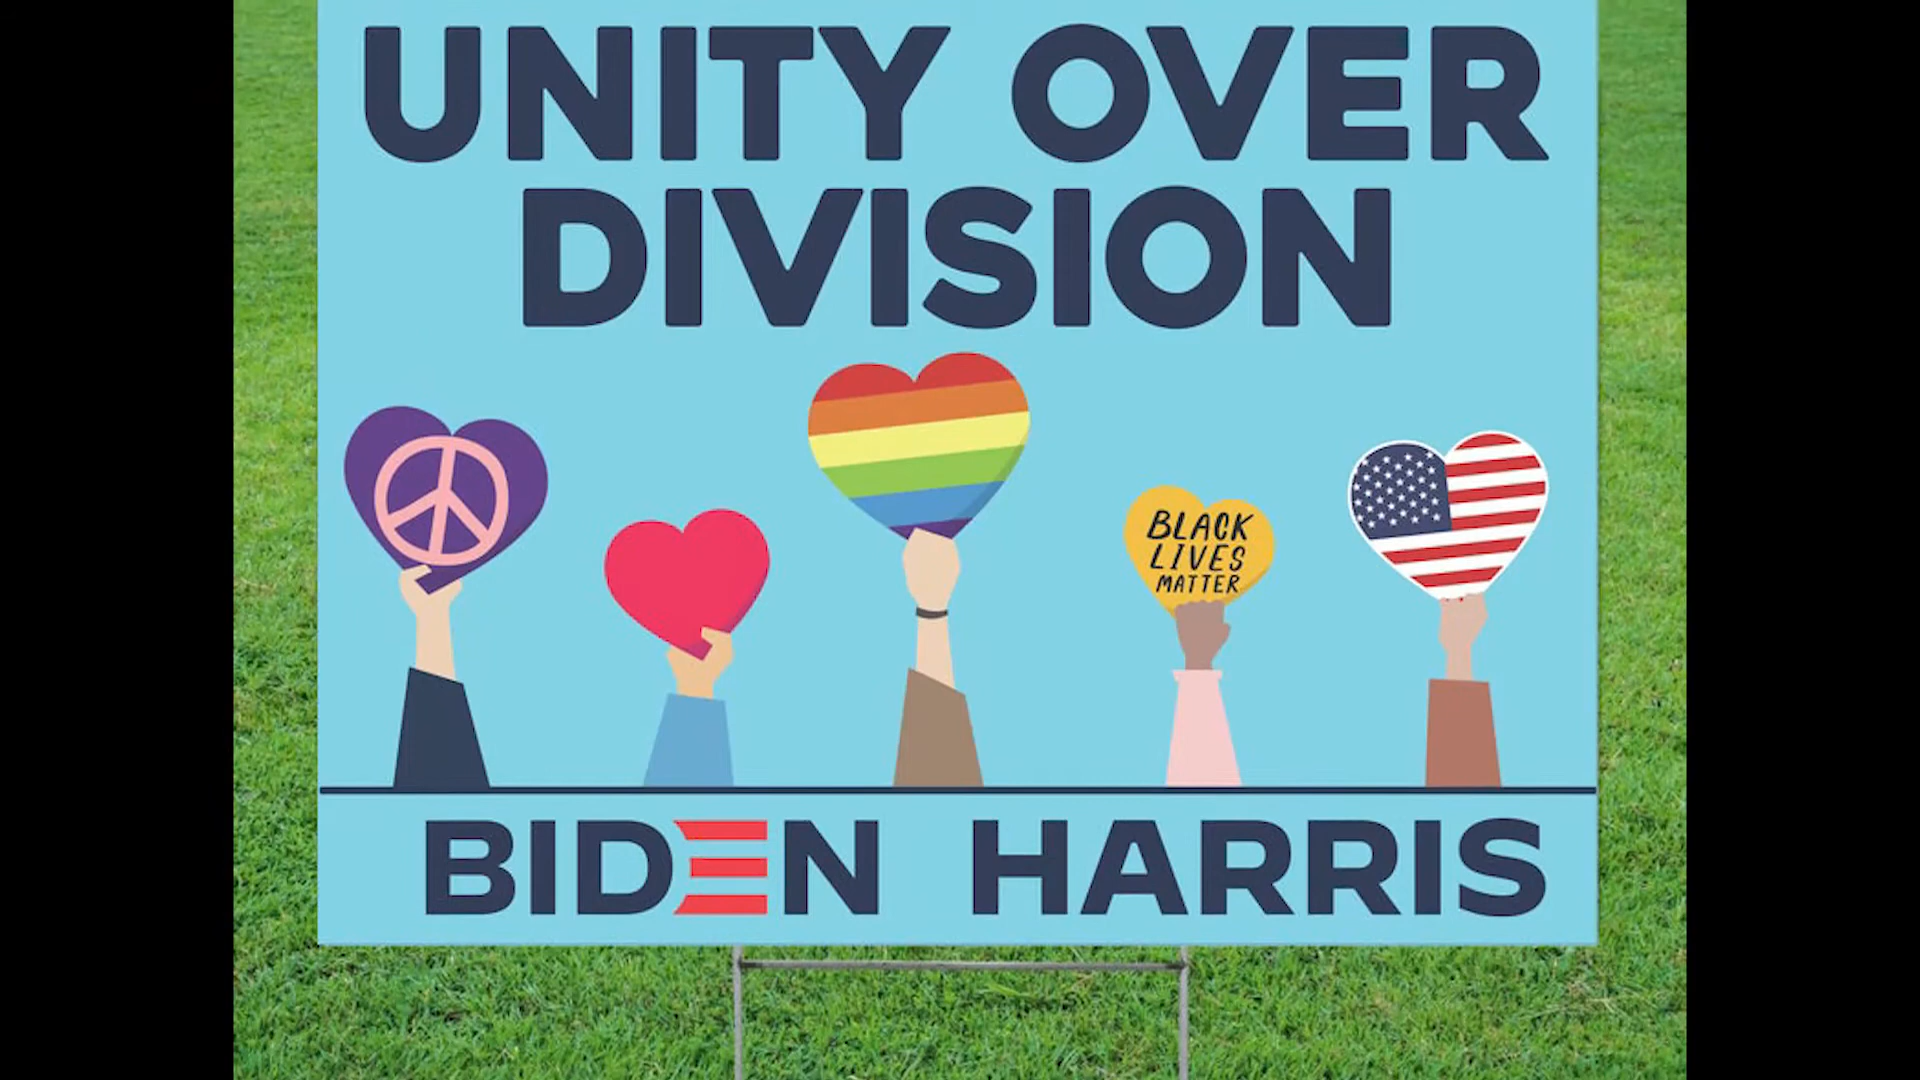 UNITY OVER
DIVISION
BLACK
LIVES
MATTER
BIDEN HARRIS